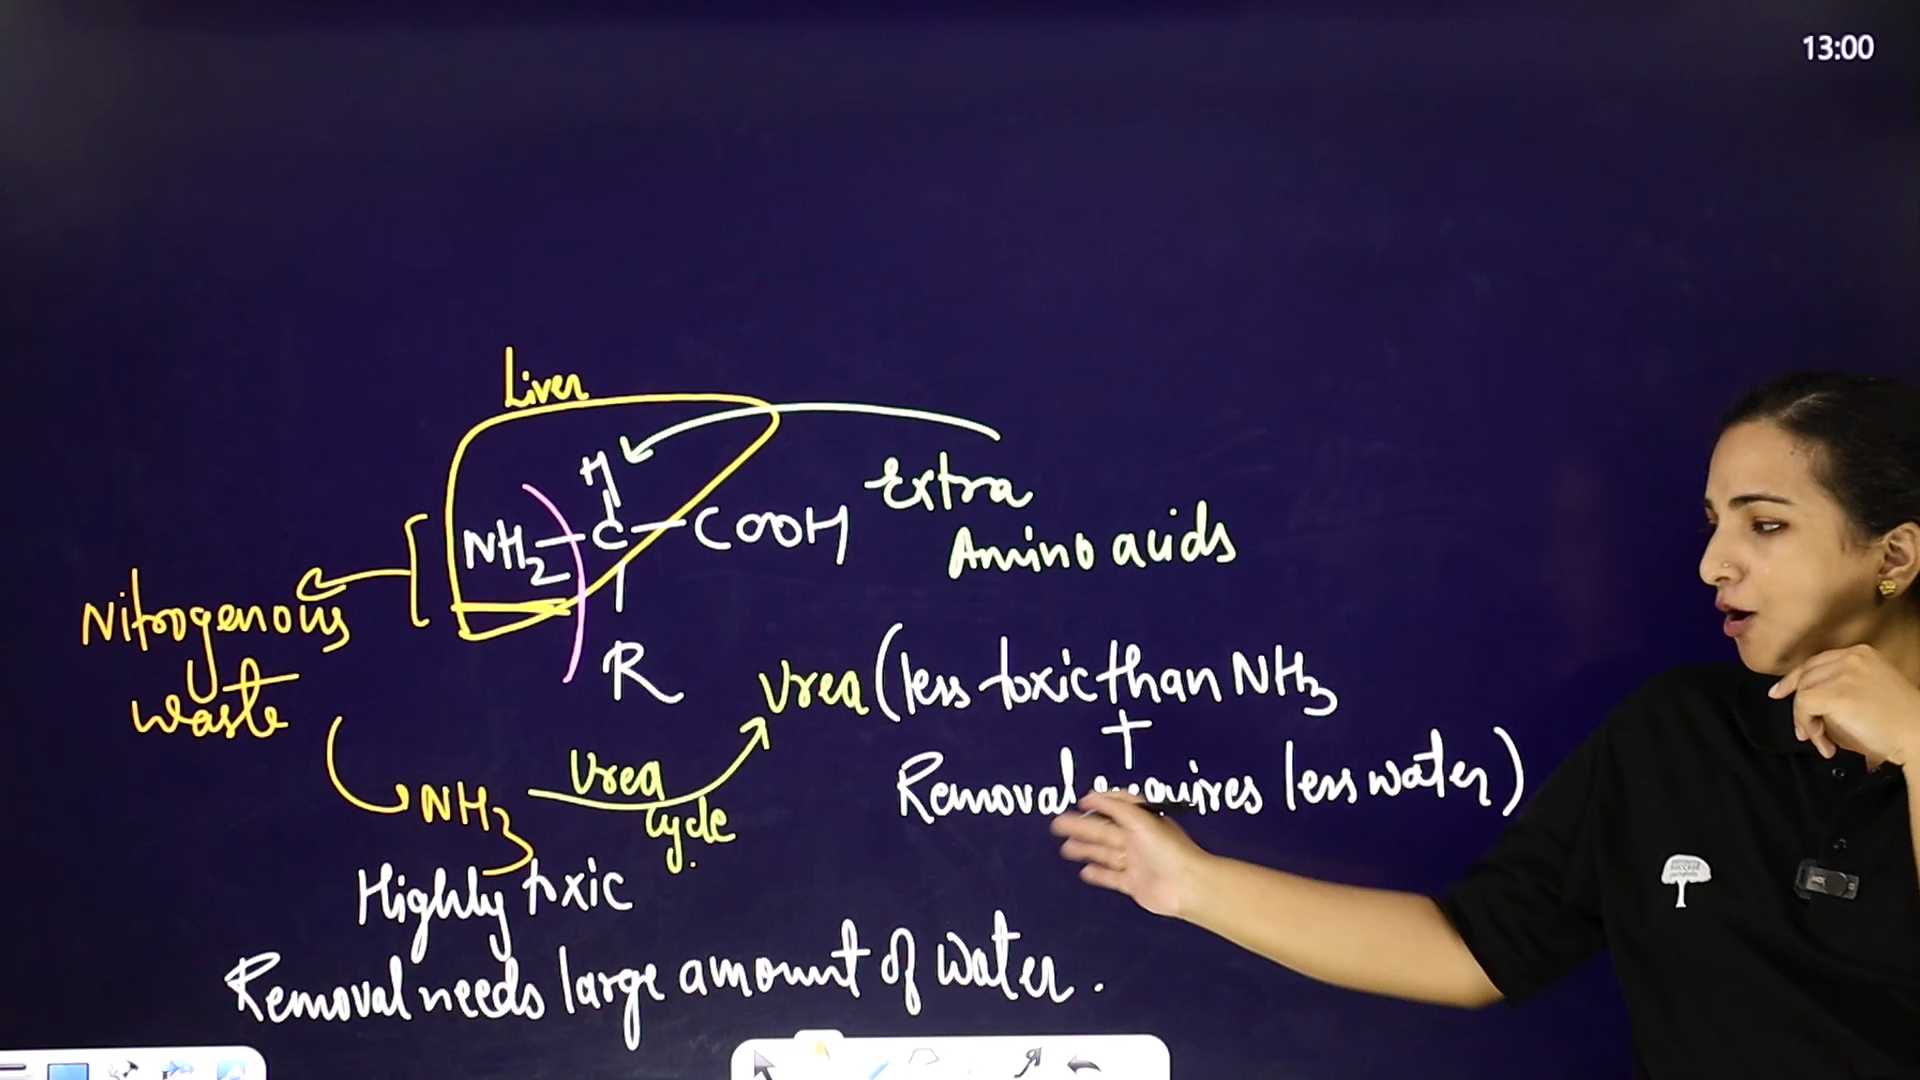 13:00
Liver
H
NH2 - C - COOH
R
Extra
Amino acids
Nitrogenous
waste
Urea (less toxic than NH3
+
Removal requires less water)
NH3
Urea
cycle
Highly toxic
Removal needs large amount of water.